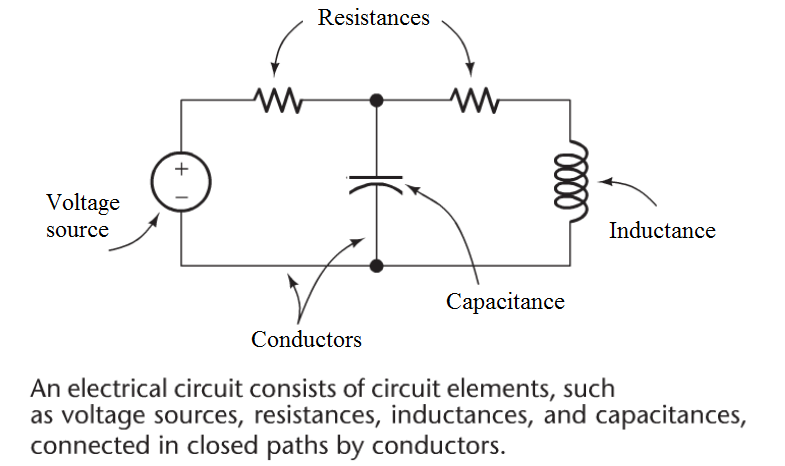 Resistances
+
−
Voltage
source
Inductance
Capacitance
Conductors
An electrical circuit consists of circuit elements, such
as voltage sources, resistances, inductances, and capacitances,
connected in closed paths by conductors.